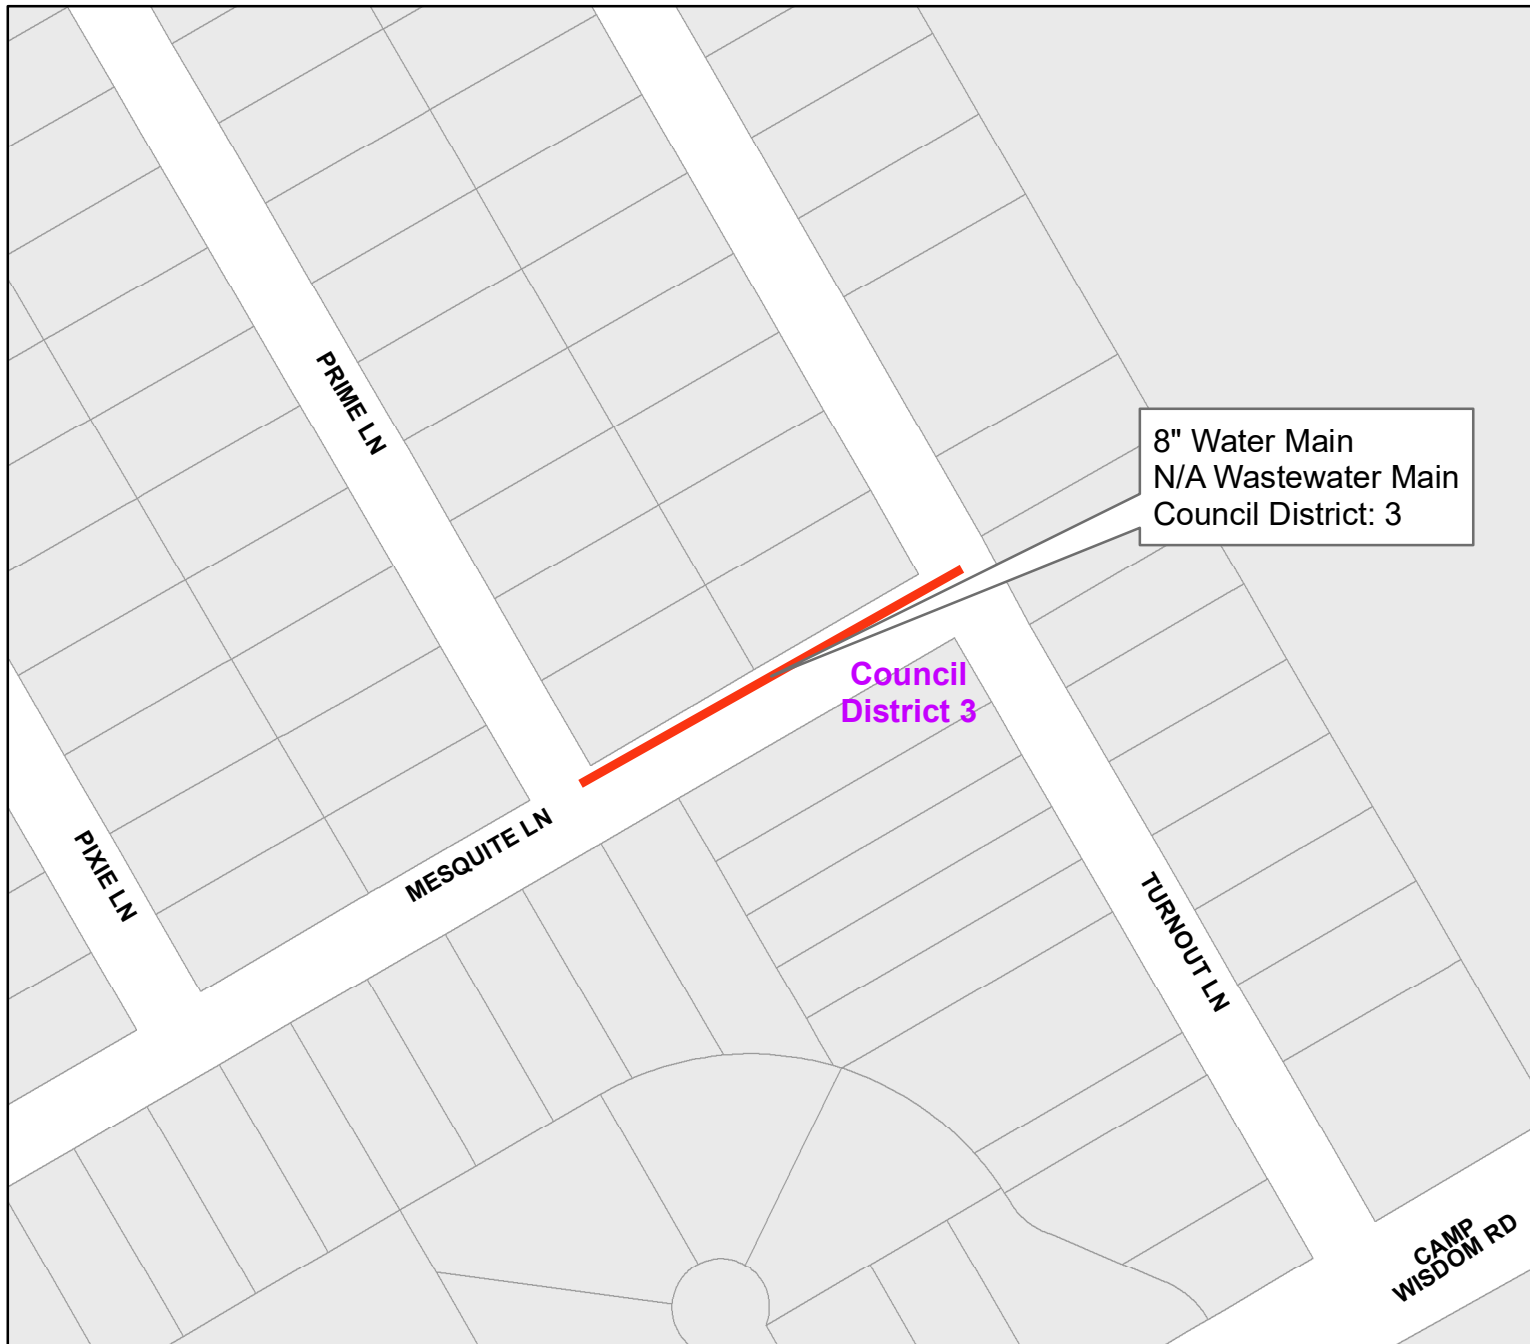 PRIME LN
8" Water Main
N/A Wastewater Main
Council District: 3
Council
District 3
MESQUITE LN
PIXIE LN
TURNOUT LN
CAMP
WISDOM RD